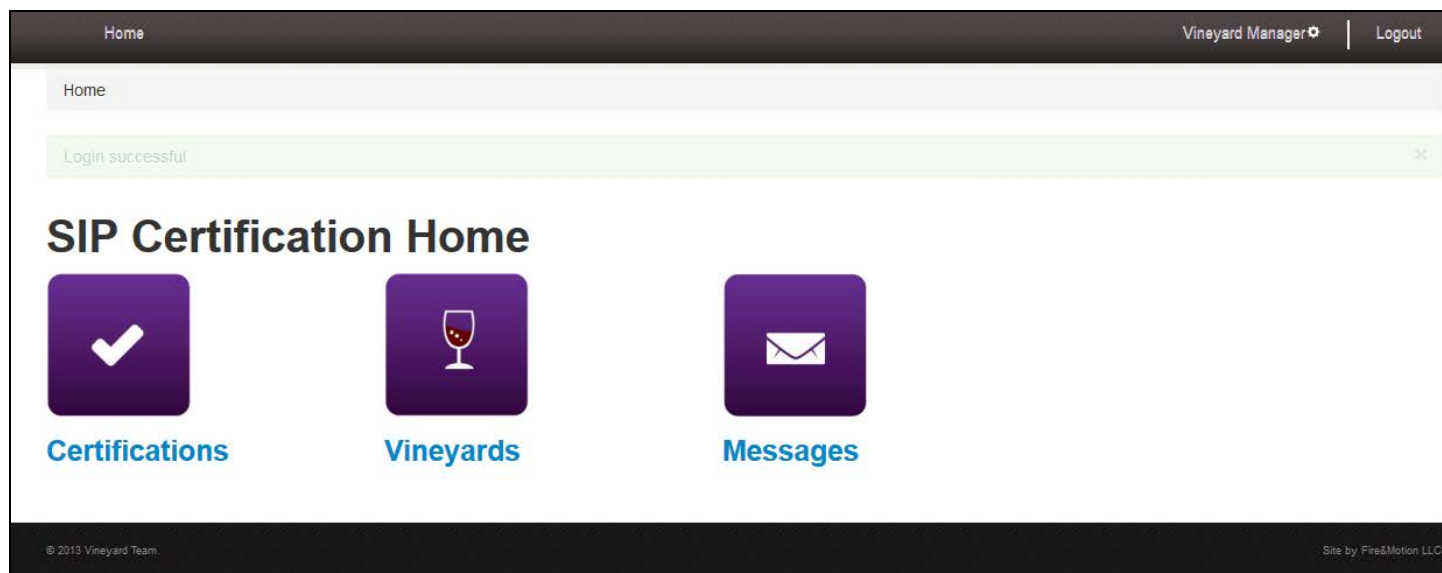 Home Vineyard Manager Logout
Home
Login successful
SIP Certification Home
Certifications Vineyards Messages
© 2013 Vineyard Team. Site by Fire&Motion LLC